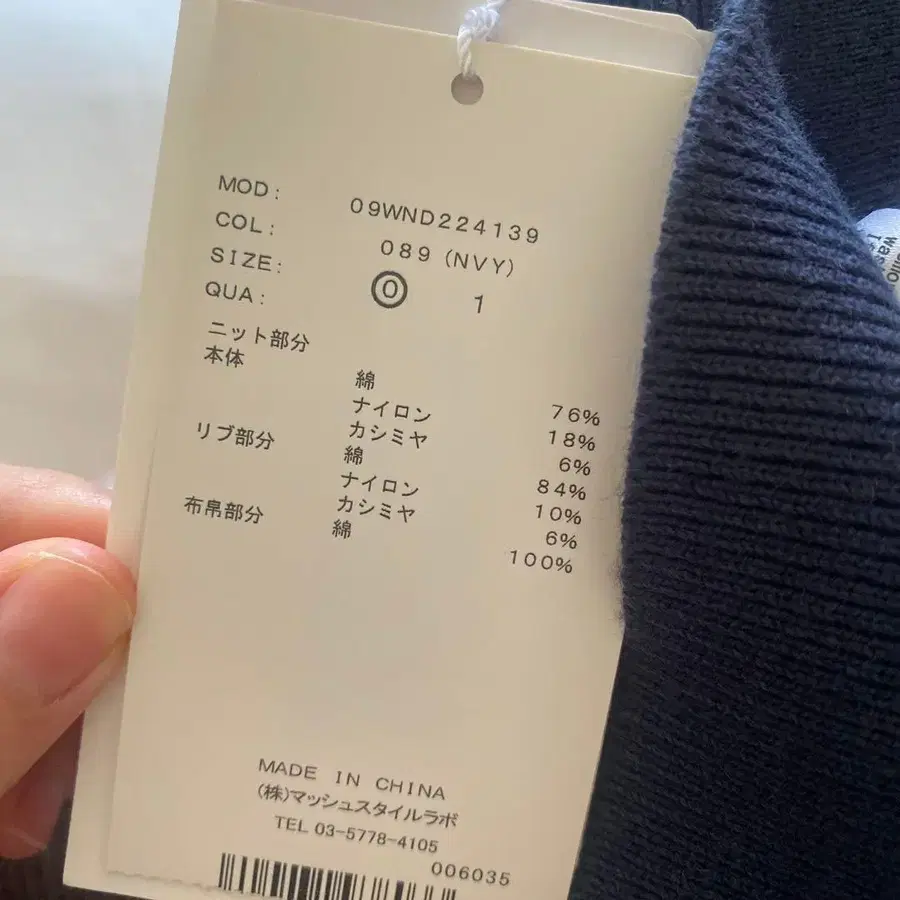 MOD: 09WND224139
COL: 089 (NVY)
SIZE: 0 1
QUA:
ニット部分
本体 綿 76%
ナイロン 18%
カシミヤ 6%
リブ部分 綿 84%
ナイロン 10%
カシミヤ 6%
布帛部分 綿 100%
MADE IN CHINA
(株)マッシュスタイルラボ
TEL 03-5778-4105
006035